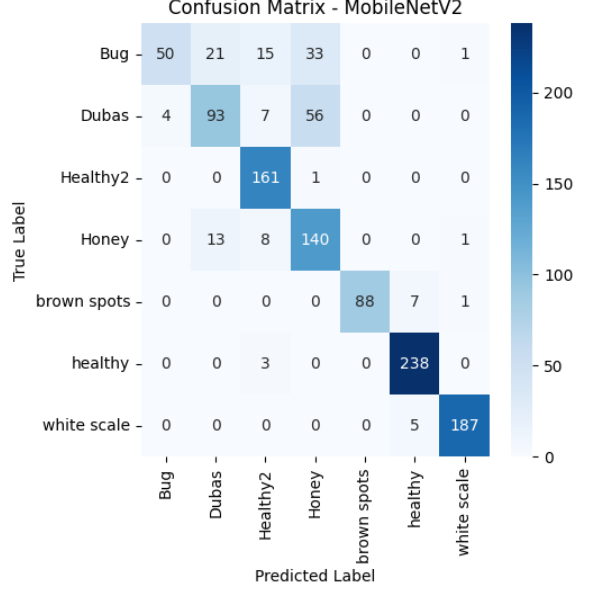 Confusion Matrix - MobileNetV2
True Label
Bug 50 21 15 33 0 0 1
Dubas 4 93 7 56 0 0 0
Healthy2 0 0 161 1 0 0 0
Honey 0 13 8 140 0 0 1
brown spots 0 0 0 0 88 7 1
healthy 0 0 3 0 0 238 0
white scale 0 0 0 0 0 5 187
Bug Dubas Healthy2 Honey brown spots healthy white scale
Predicted Label
200
150
100
50
0